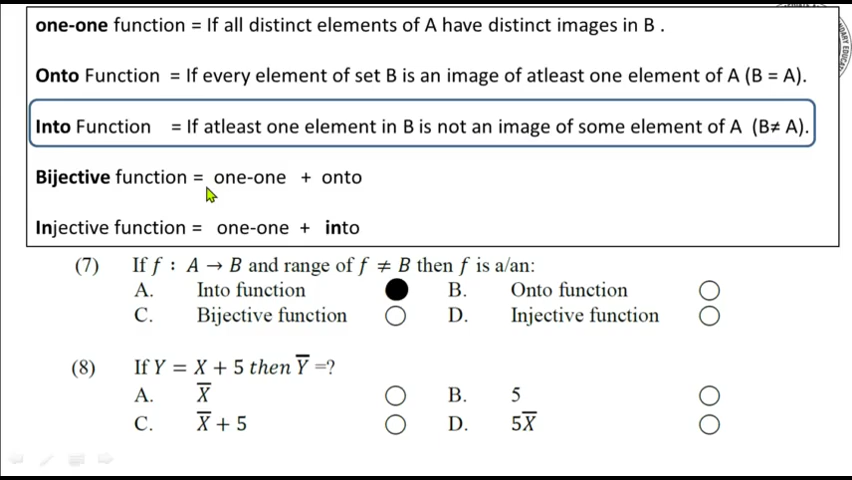 one-one function = If all distinct elements of A have distinct images in B .
Onto Function = If every element of set B is an image of atleast one element of A (B = A).
Into Function = If atleast one element in B is not an image of some element of A (B≠ A).
Bijective function = one-one + onto
Injective function = one-one + into
(7) If f : A → B and range of f ≠ B then f is a/an:
A. Into function B. Onto function
C. Bijective function D. Injective function
(8) If Y = X + 5 then Y̅ =?
A. X̅ B. 5
C. X̅ + 5 D. 5X̅